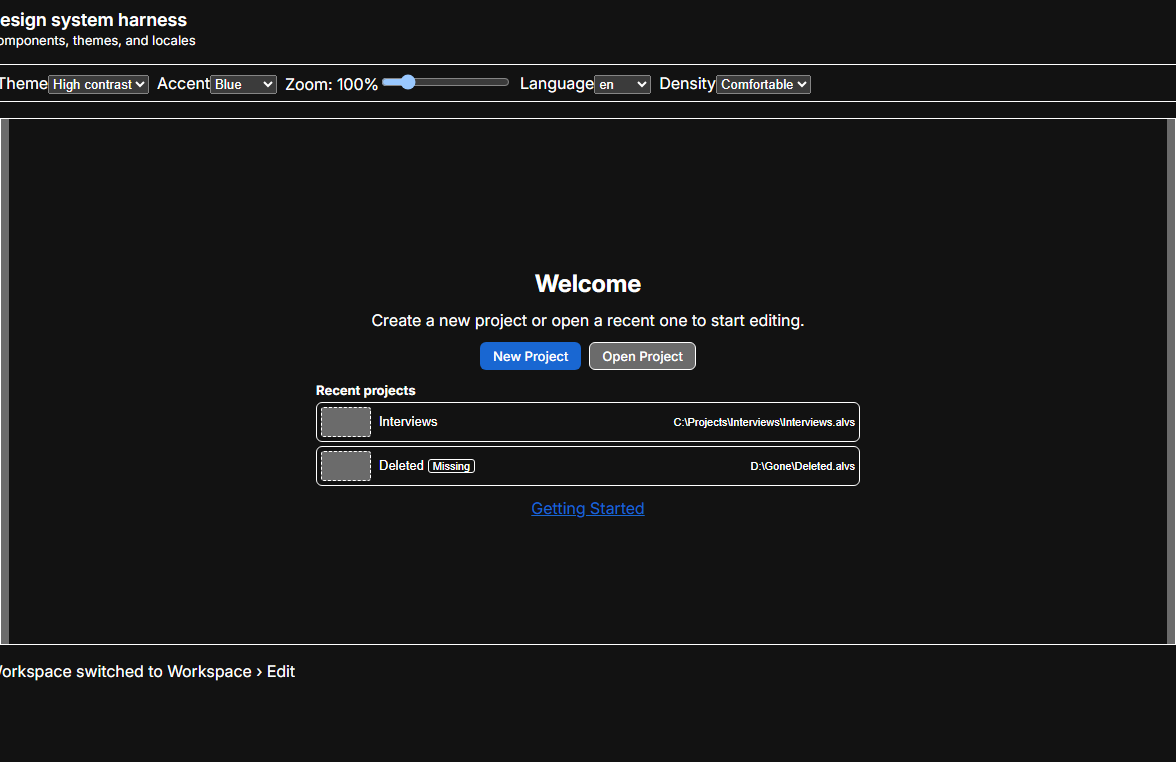 esign system harness
omponents, themes, and locales
Theme High contrast Accent Blue Zoom: 100% Language en Density Comfortable
Welcome
Create a new project or open a recent one to start editing.
New Project Open Project
Recent projects
Interviews C:\Projects\Interviews\Interviews.alvs
Deleted Missing D:\Gone\Deleted.alvs
Getting Started
orkspace switched to Workspace › Edit